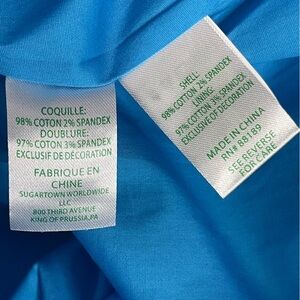 COQUILLE:
98% COTON 2% SPANDEX
DOUBLURE:
97% COTON 3% SPANDEX
EXCLUSIF DE DÉCORATION
FABRIQUE EN
CHINE
SUGARTOWN WORLDWIDE
LLC
800 THIRD AVENUE
KING OF PRUSSIA,PA
SHELL:
98% COTTON 2% SPANDEX
LINING:
97% COTTON 3% SPANDEX
EXCLUSIVE OF DECORATION
MADE IN CHINA
RN# 88189
SEE REVERSE
FOR CARE